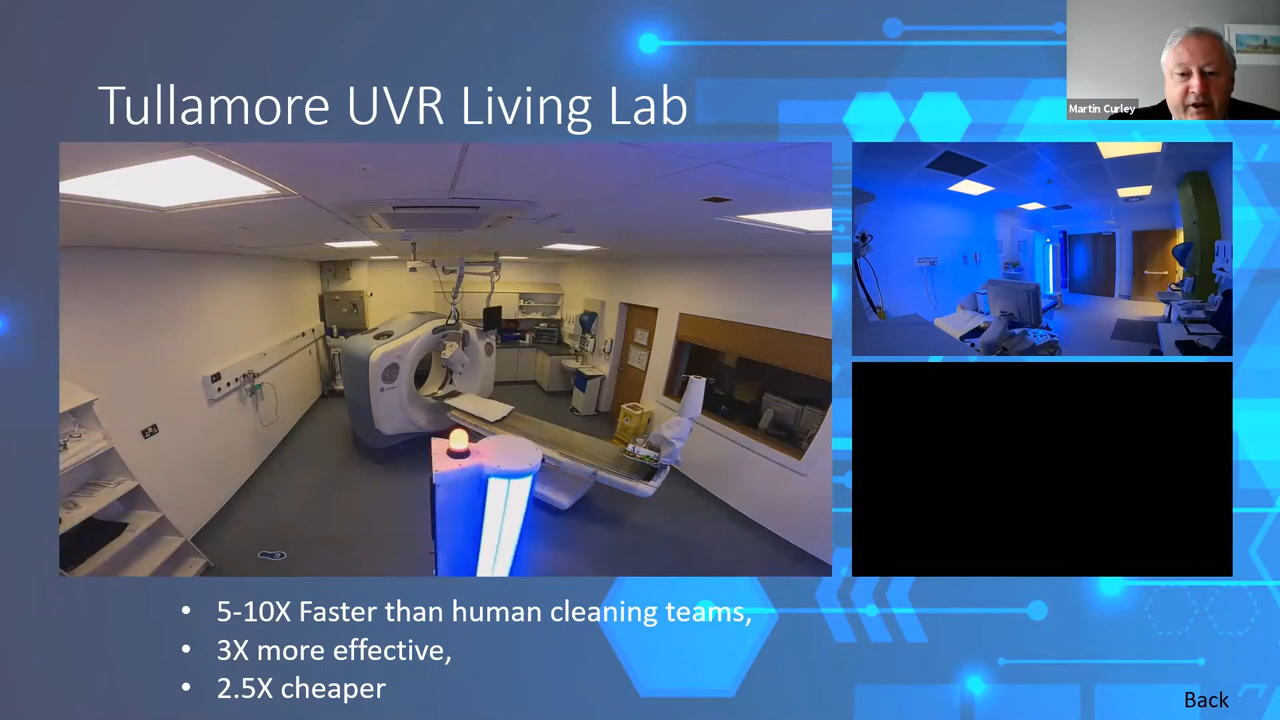 Martin Curley
Tullamore UVR Living Lab
• 5-10X Faster than human cleaning teams,
• 3X more effective,
• 2.5X cheaper
Back